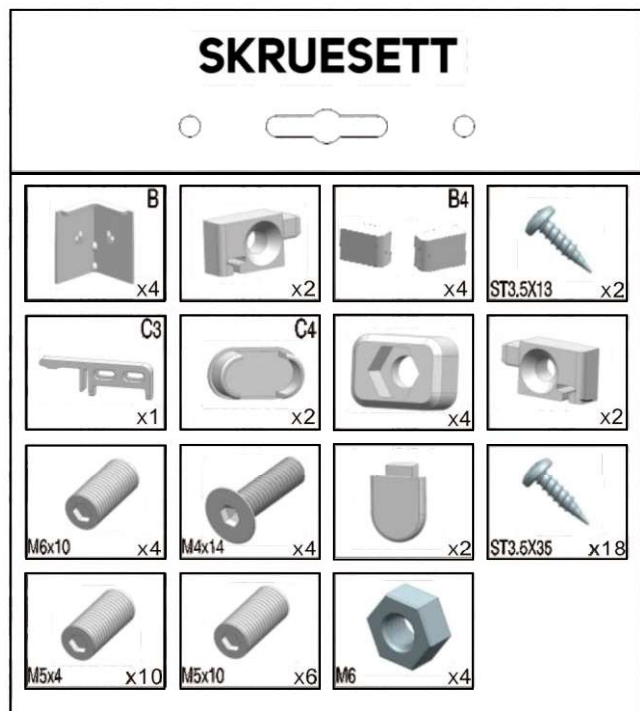 SKRUESETT
B
x4
x2
B4
x4
ST3.5X13 x2
C3
x1
C4
x2
x4
x2
M6x10 x4
M4x14 x4
x2
ST3.5X35 x18
M5x4 x10
M5x10 x6
M6 x4